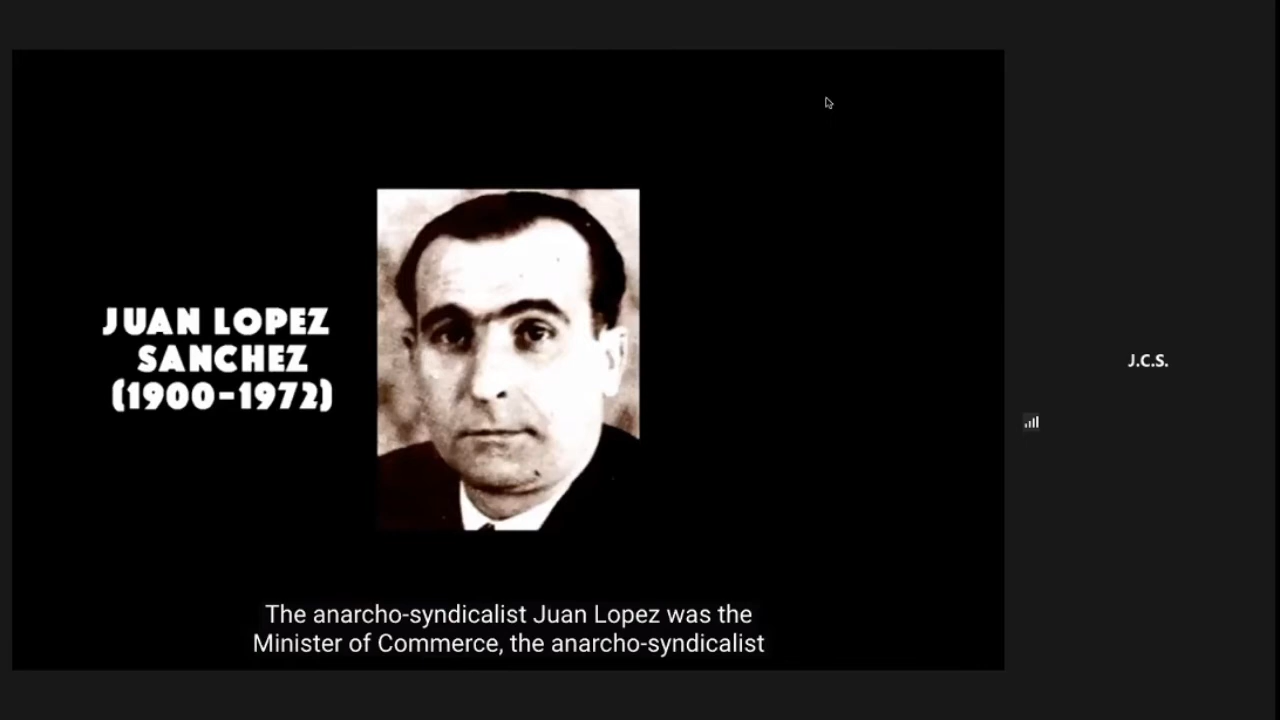 JUAN LOPEZ
SANCHEZ
(1900-1972)
J.C.S.
The anarcho-syndicalist Juan Lopez was the
Minister of Commerce, the anarcho-syndicalist